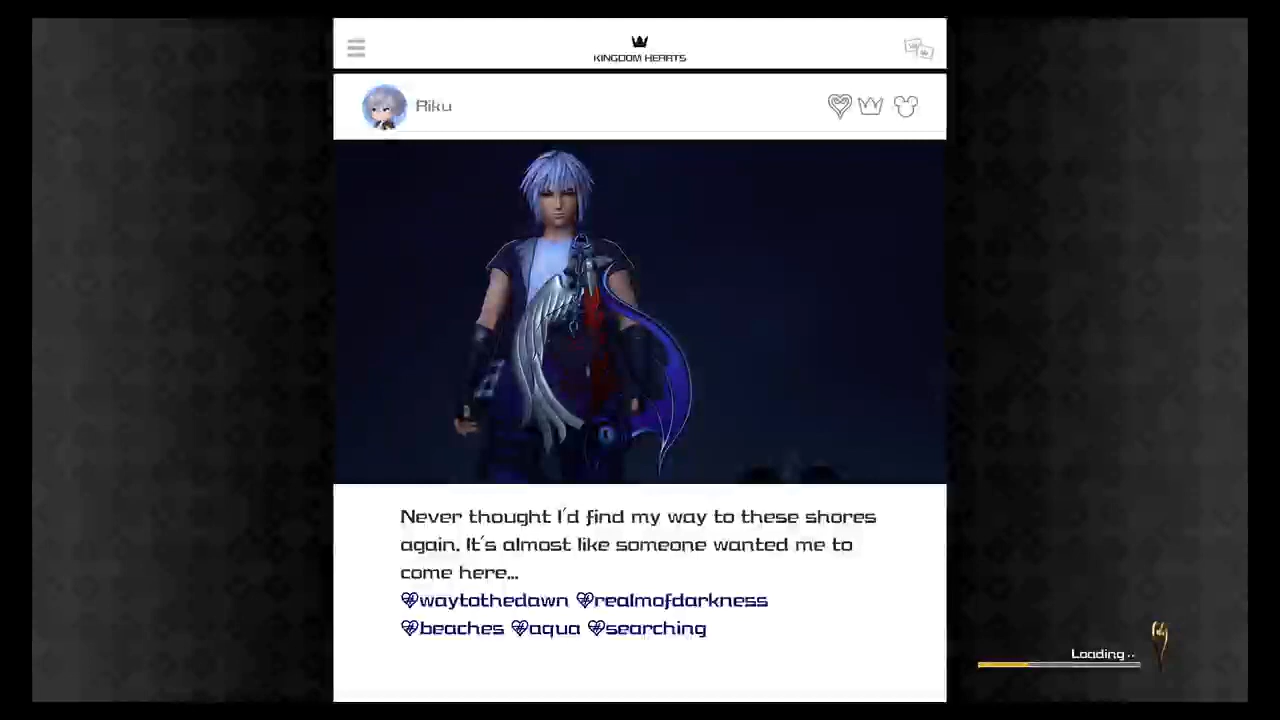 KINGDOM HEARTS
Riku
Never thought I'd find my way to these shores
again. It's almost like someone wanted me to
come here...
waytothedawn realmofdarkness
beaches aqua searching
Loading..